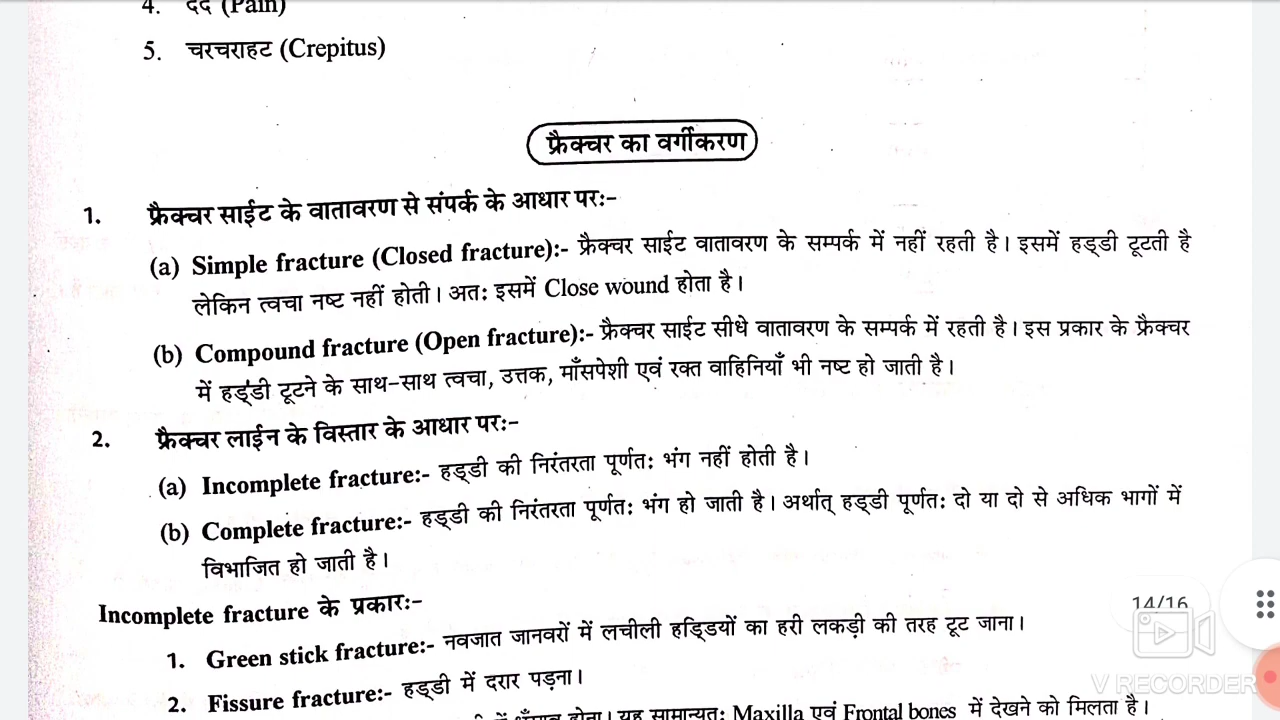 4. दर्द (Pain)
5. चरचराहट (Crepitus)
फ्रैक्चर का वर्गीकरण
1. फ्रैक्चर साईट के वातावरण से संपर्क के आधार परः-
(a) Simple fracture (Closed fracture):- फ्रैक्चर साईट वातावरण के सम्पर्क में नहीं रहती है। इसमें हड्डी टूटती है
लेकिन त्वचा नष्ट नहीं होती। अतः इसमें Close wound होता है।
(b) Compound fracture (Open fracture):- फ्रैक्चर साईट सीधे वातावरण के सम्पर्क में रहती है। इस प्रकार के फ्रैक्चर
में हड्डी टूटने के साथ-साथ त्वचा, उत्तक, माँसपेशी एवं रक्त वाहिनियाँ भी नष्ट हो जाती है।
2. फ्रैक्चर लाईन के विस्तार के आधार परः-
(a) Incomplete fracture:- हड्डी की निरंतरता पूर्णतः भंग नहीं होती है।
(b) Complete fracture:- हड्डी की निरंतरता पूर्णतः भंग हो जाती है। अर्थात् हड्डी पूर्णतः दो या दो से अधिक भागों में
विभाजित हो जाती है।
Incomplete fracture के प्रकारः-
14/16
1. Green stick fracture:- नवजात जानवरों में लचीली हड्डियों का हरी लकड़ी की तरह टूट जाना।
2. Fissure fracture:- हड्डी में दरार पड़ना।
V RECORDER
होना। यह सामान्यतः Maxilla एवं Frontal bones में देखने को मिलता है।